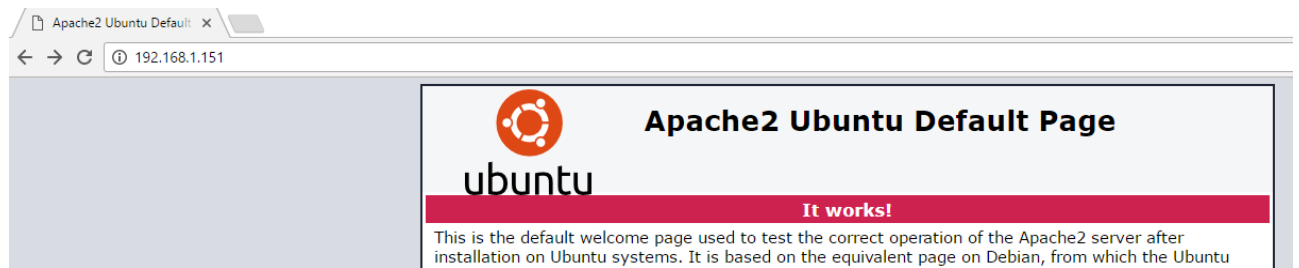 Apache2 Ubuntu Default
192.168.1.151
Apache2 Ubuntu Default Page
ubuntu
It works!
This is the default welcome page used to test the correct operation of the Apache2 server after
installation on Ubuntu systems. It is based on the equivalent page on Debian, from which the Ubuntu